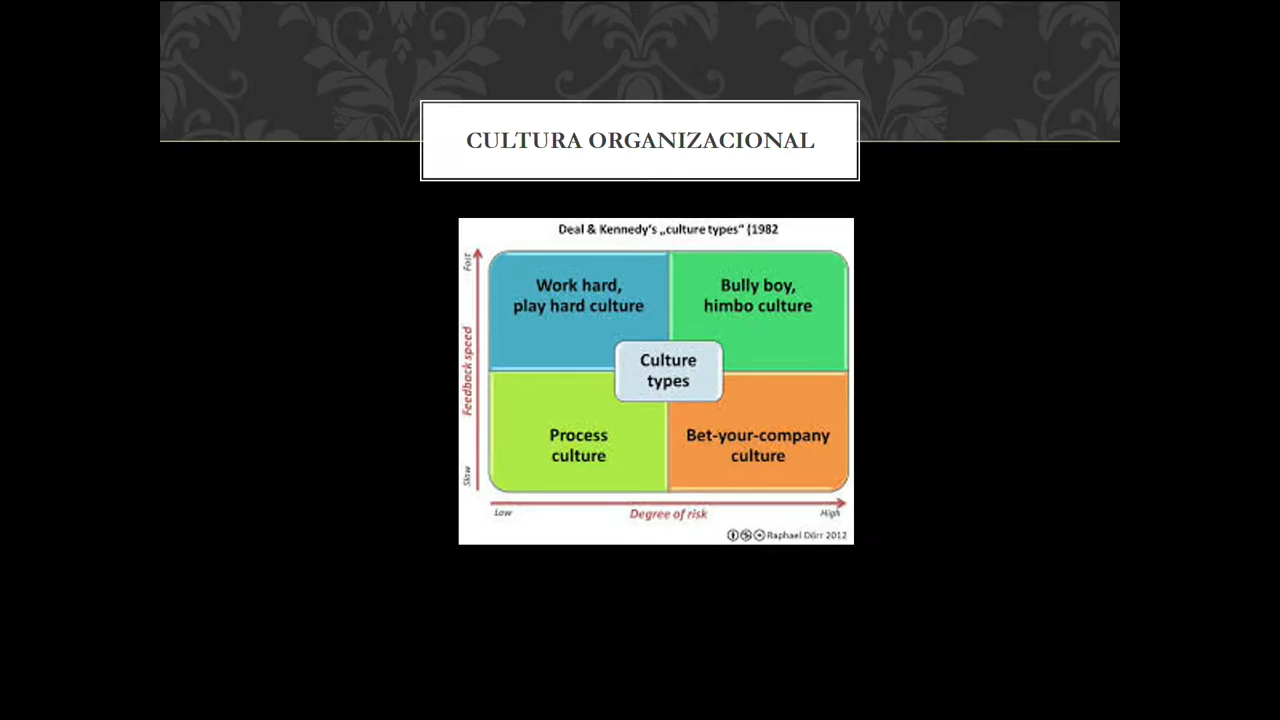 CULTURA ORGANIZACIONAL
Deal & Kennedy's „culture types" (1982
Fast
Work hard,
play hard culture
Bully boy,
himbo culture
Culture
types
Feedback speed
Process
culture
Bet-your-company
culture
Slow
Low
Degree of risk
High
Raphael Dörr 2012